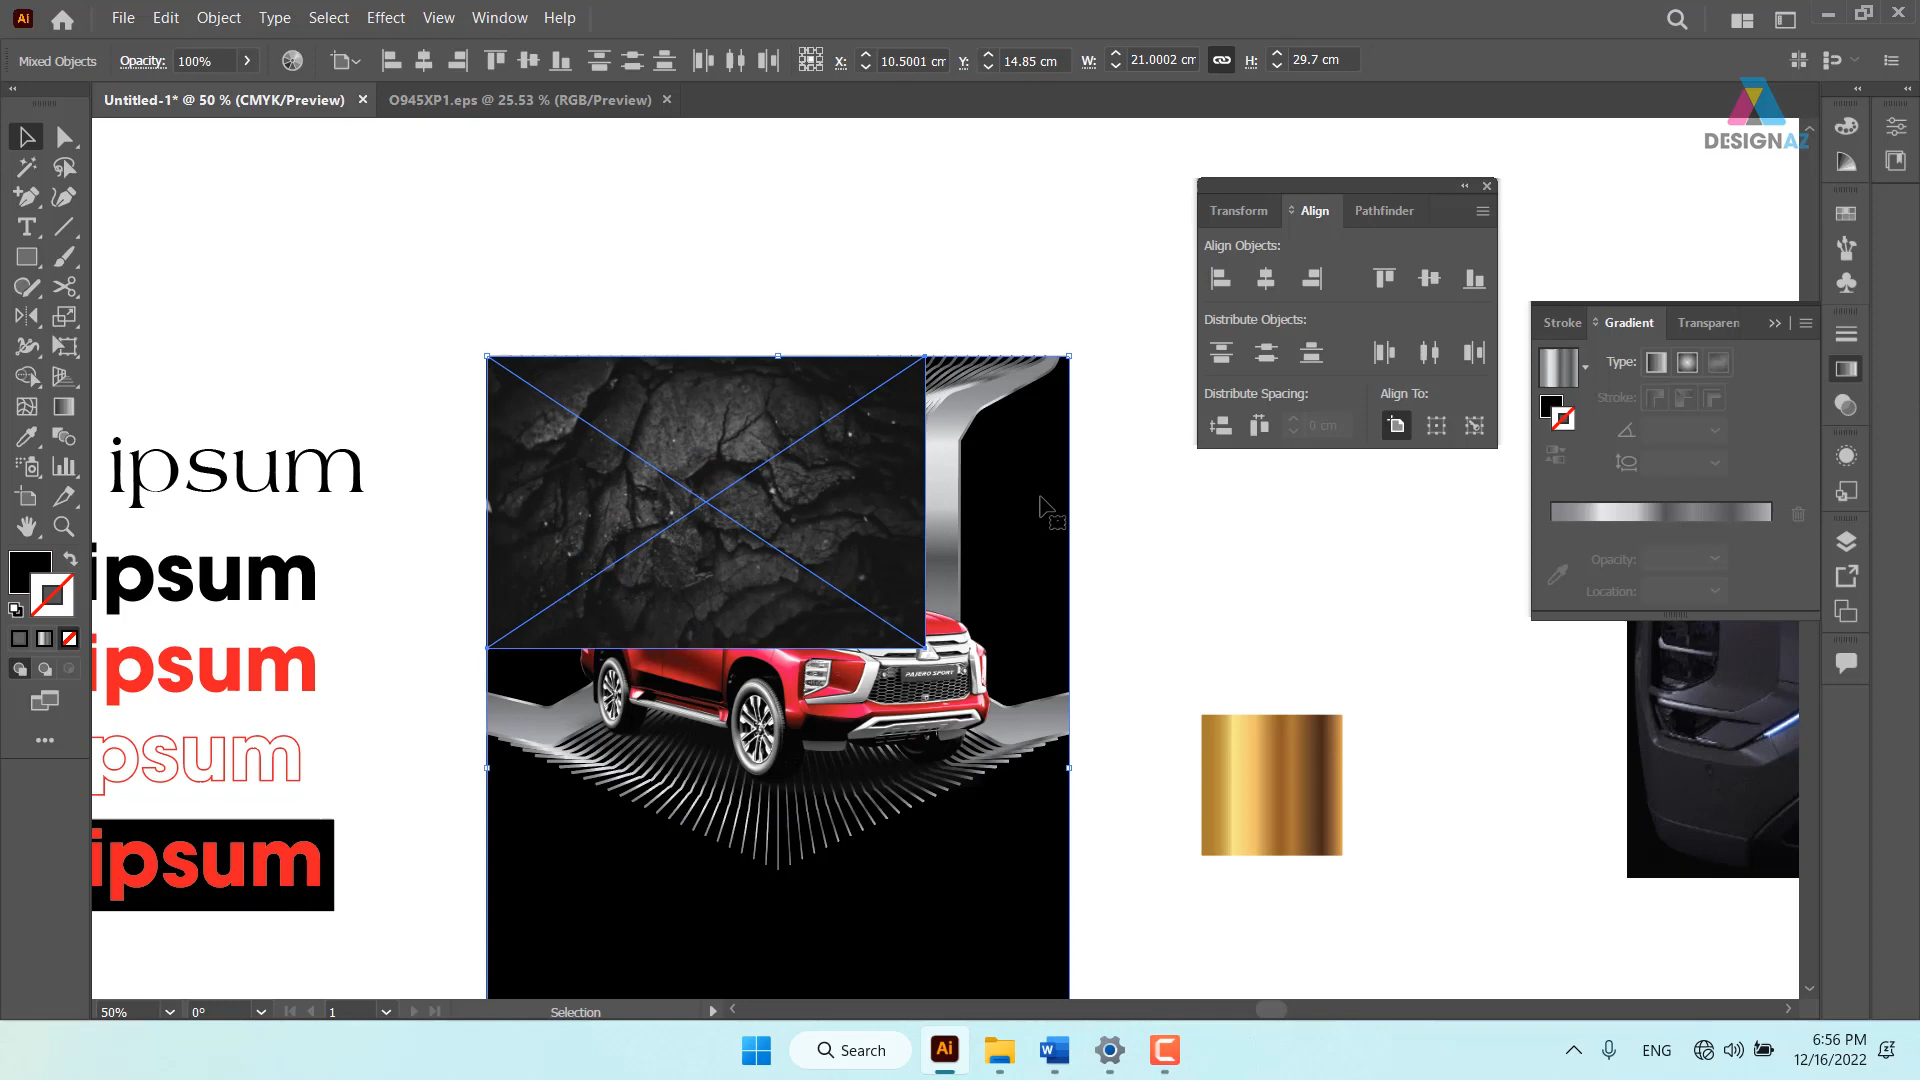 Ai File Edit Object Type Select Effect View Window Help
Mixed Objects Opacity: 100% X: 10.5001 cm Y: 14.85 cm W: 21.0002 cm H: 29.7 cm
Untitled-1* @ 50 % (CMYK/Preview) × O945XP1.eps @ 25.53 % (RGB/Preview) ×
DESIGNAZ
Transform Align Pathfinder
Align Objects:
Distribute Objects:
Distribute Spacing: Align To:
0 cm
Stroke Gradient Transparen
Type:
Stroke:
Opacity:
Location:
ipsum
ipsum
ipsum
psum
ipsum
PAJERO SPORT
50% 0° 1 Selection
Search Ai W C ENG 6:56 PM
12/16/2022